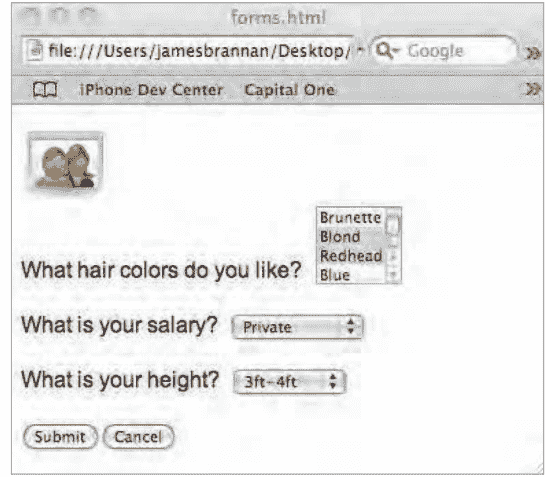 forms.html
file:///Users/jamesbrannan/Desktop/ Google
iPhone Dev Center Capital One
Brunette
Blond
Redhead
Blue
What hair colors do you like?
What is your salary? Private
What is your height? 3ft-4ft
Submit Cancel